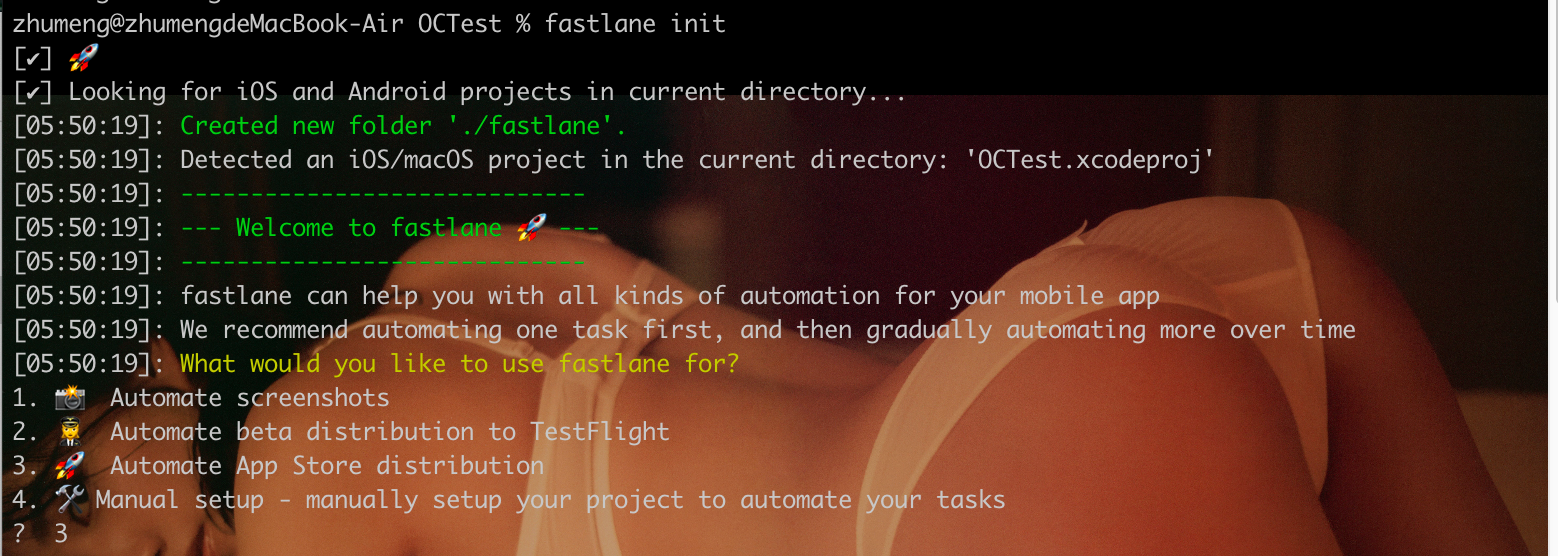 zhumeng@zhumengdeMacBook-Air OCTest % fastlane init
[✔] 🚀
[✔] Looking for iOS and Android projects in current directory...
[05:50:19]: Created new folder './fastlane'.
[05:50:19]: Detected an iOS/macOS project in the current directory: 'OCTest.xcodeproj'
[05:50:19]: -----------------------------
[05:50:19]: --- Welcome to fastlane 🚀 ---
[05:50:19]: -----------------------------
[05:50:19]: fastlane can help you with all kinds of automation for your mobile app
[05:50:19]: We recommend automating one task first, and then gradually automating more over time
[05:50:19]: What would you like to use fastlane for?
1. 📸 Automate screenshots
2. 👩‍✈️ Automate beta distribution to TestFlight
3. 🚀 Automate App Store distribution
4. 🛠 Manual setup - manually setup your project to automate your tasks
? 3